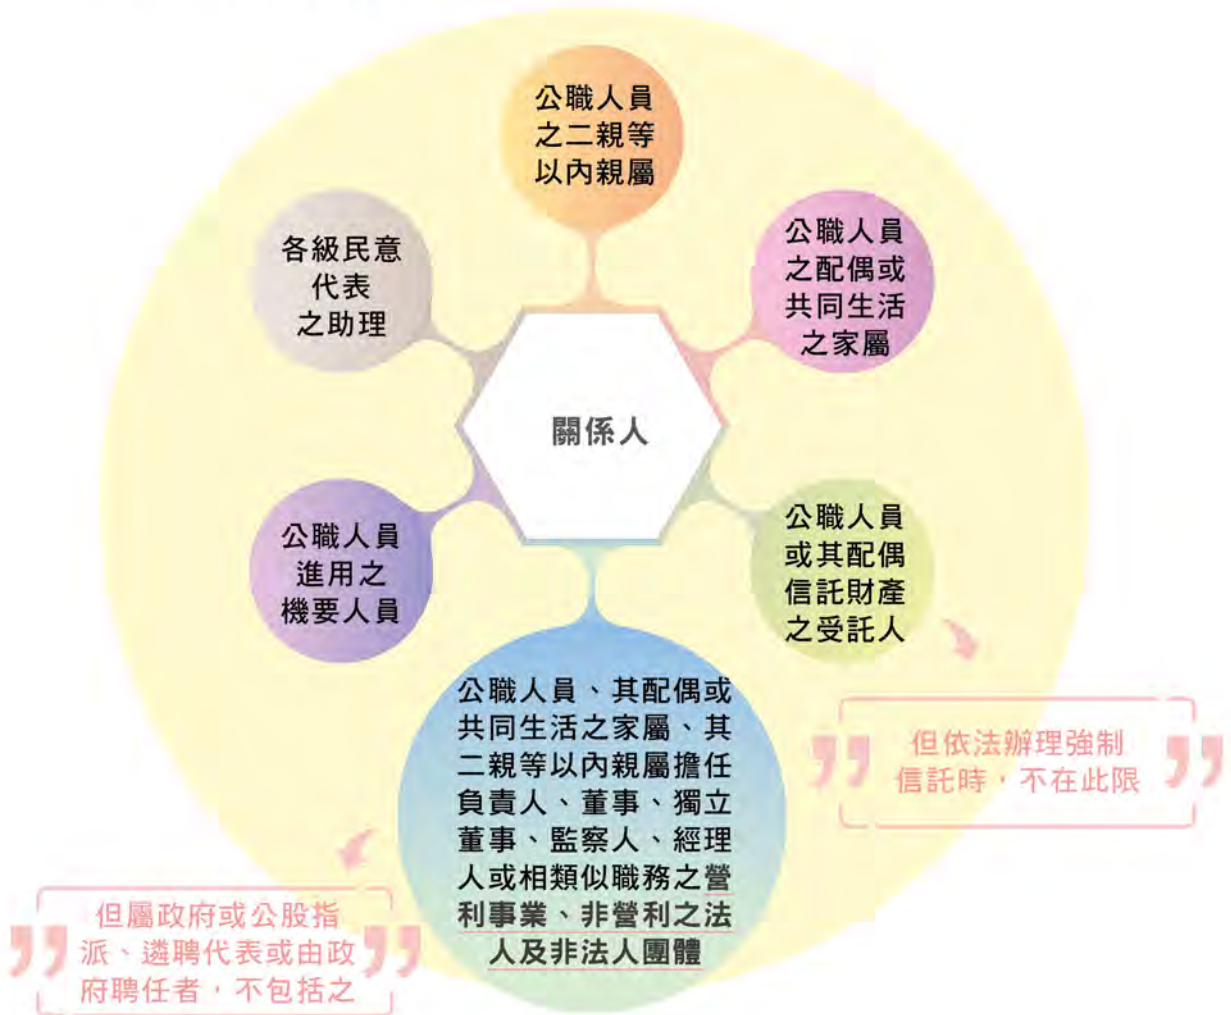 公職人員
之二親等
以內親屬
公職人員
之配偶或
共同生活
之家屬
各級民意
代表
之助理
關係人
公職人員
進用之
機要人員
公職人員
或其配偶
信託財產
之受託人
但依法辦理強制
信託時，不在此限
公職人員、其配偶或
共同生活之家屬、其
二親等以內親屬擔任
負責人、董事、獨立
董事、監察人、經理
人或相類似職務之營
利事業、非營利之法
人及非法人團體
但屬政府或公股指
派、遴聘代表或由政
府聘任者，不包括之